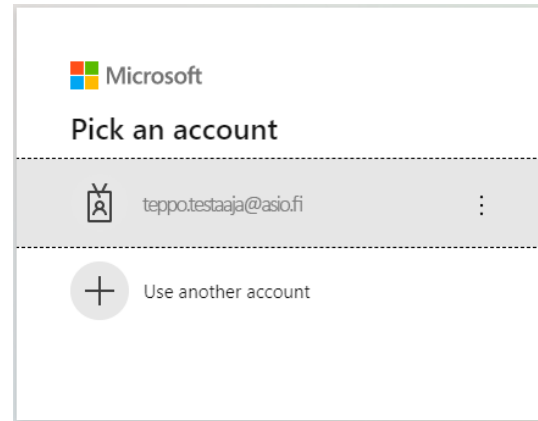 Microsoft
Pick an account
teppo.testaaja@asio.fi
Use another account